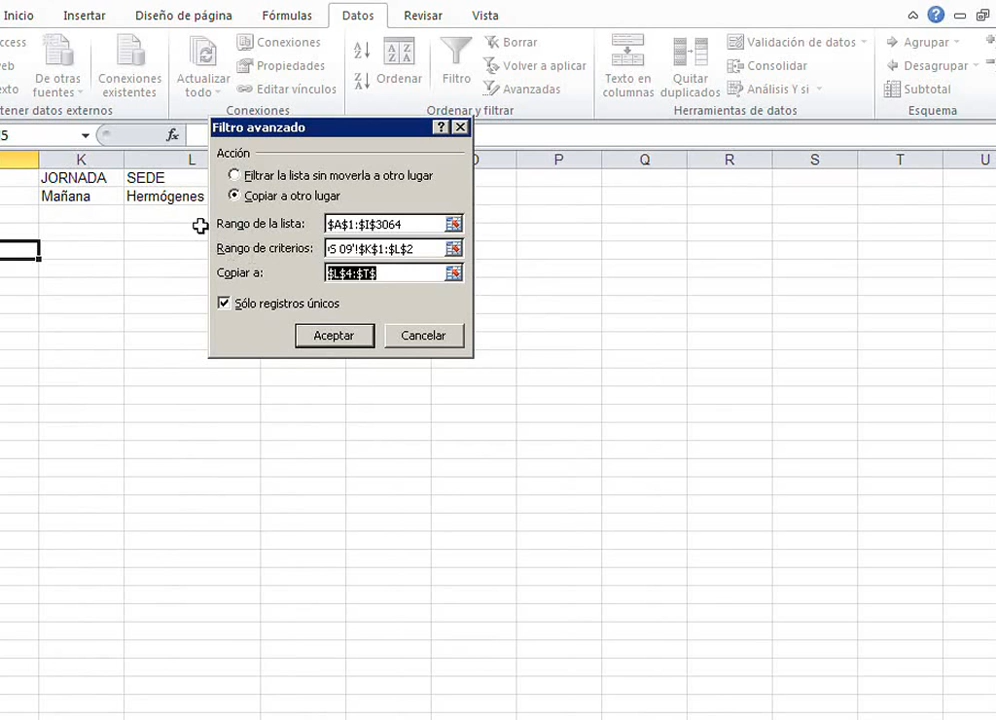 Inicio Insertar Diseño de página Fórmulas Datos Revisar Vista
De otras fuentes
Conexiones existentes
Actualizar todo
Conexiones
Propiedades
Editar vínculos
Ordenar
Filtro
Borrar
Volver a aplicar
Avanzadas
Texto en columnas
Quitar duplicados
Validación de datos
Consolidar
Análisis Y si
Agrupar
Desagrupar
Subtotal
tener datos externos Conexiones Ordenar y filtrar Herramientas de datos Esquema
fx
K L P Q R S T U
JORNADA SEDE
Mañana Hermógenes
Filtro avanzado
Acción
Filtrar la lista sin moverla a otro lugar
Copiar a otro lugar
Rango de la lista: $A$1:$I$3064
Rango de criterios: S 09'!$K$1:$L$2
Copiar a: $L$4:$T$
Sólo registros únicos
Aceptar Cancelar